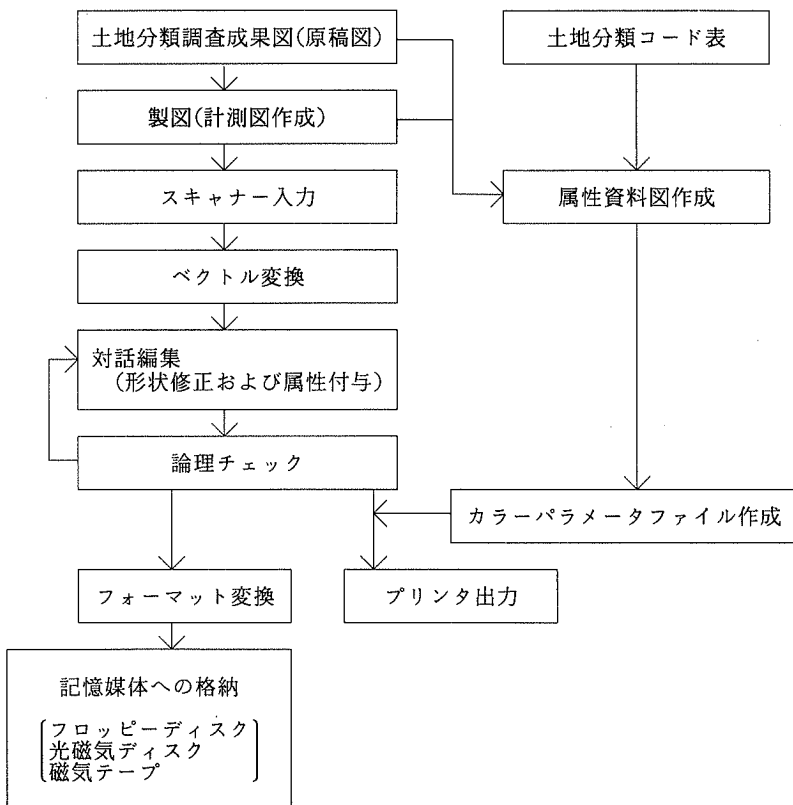 土地分類調査成果図(原稿図)
土地分類コード表
製図(計測図作成)
スキャナー入力
属性資料図作成
ベクトル変換
対話編集
(形状修正および属性付与)
論理チェック
カラーパラメータファイル作成
フォーマット変換
プリンタ出力
記憶媒体への格納
フロッピーディスク
光磁気ディスク
磁気テープ